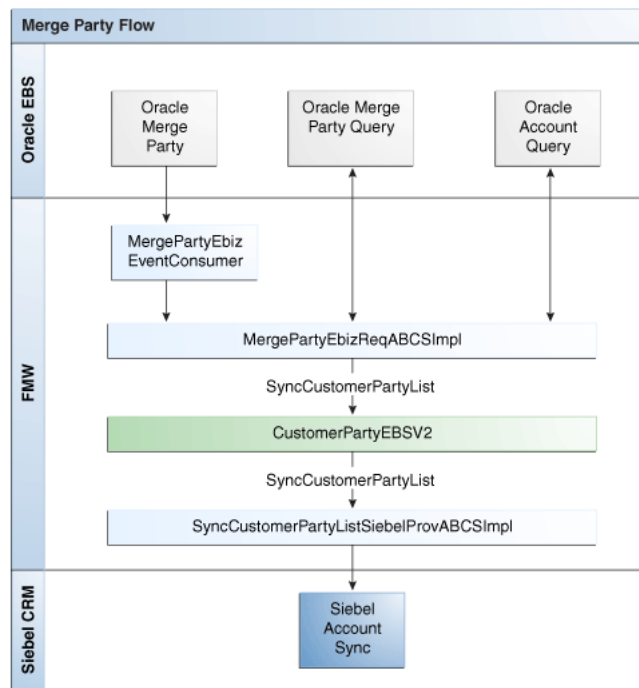 Merge Party Flow
Oracle EBS
Oracle
Merge
Party
Oracle Merge
Party Query
Oracle
Account
Query
FMW
MergePartyEbiz
EventConsumer
MergePartyEbizReqABCSImpl
SyncCustomerPartyList
CustomerPartyEBSV2
SyncCustomerPartyList
SyncCustomerPartyListSiebelProvABCSImpl
Siebel CRM
Siebel
Account
Sync